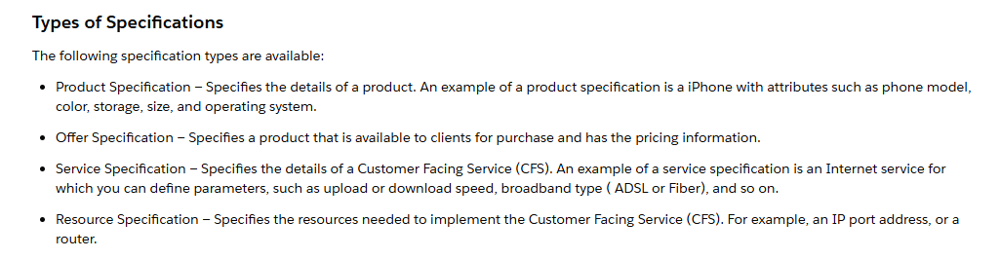 Types of Specifications
The following specification types are available:
• Product Specification – Specifies the details of a product. An example of a product specification is a iPhone with attributes such as phone model,
color, storage, size, and operating system.
• Offer Specification – Specifies a product that is available to clients for purchase and has the pricing information.
• Service Specification – Specifies the details of a Customer Facing Service (CFS). An example of a service specification is an Internet service for
which you can define parameters, such as upload or download speed, broadband type ( ADSL or Fiber), and so on.
• Resource Specification – Specifies the resources needed to implement the Customer Facing Service (CFS). For example, an IP port address, or a
router.